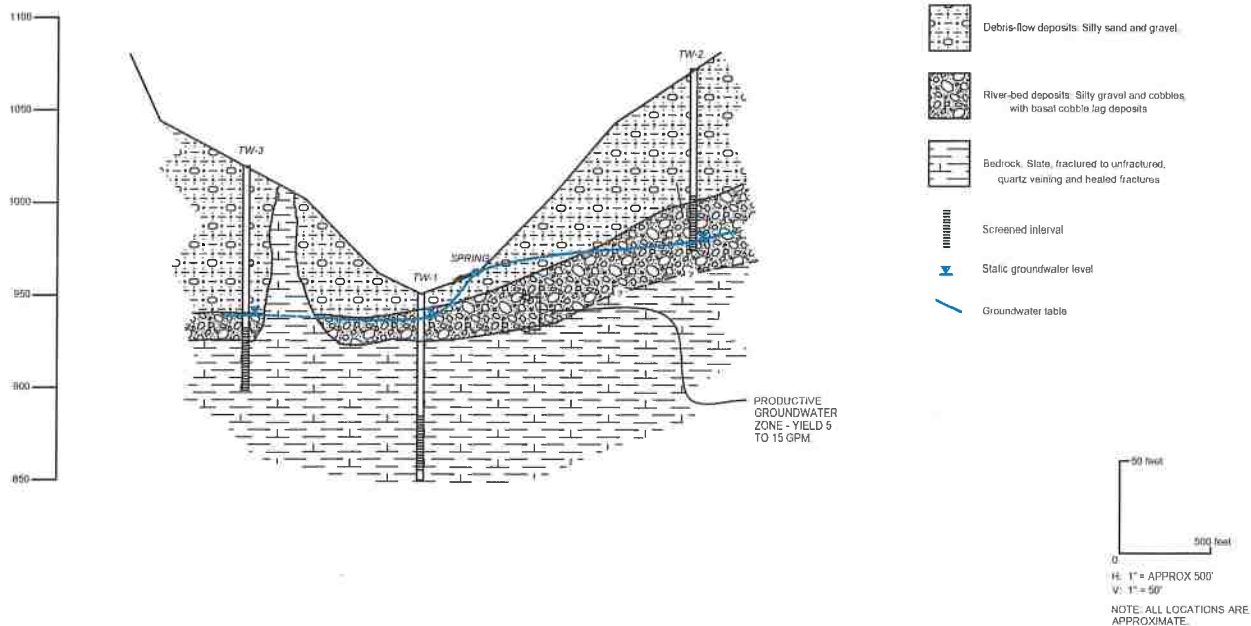 1100
1050
1000
950
900
850
TW-3
TW-1
SPRING
TW-2
PRODUCTIVE
GROUNDWATER
ZONE - YIELD 5
TO 15 GPM.
Debris-flow deposits: Silty sand and gravel.
River-bed deposits: Silty gravel and cobbles,
with basal cobble lag deposits
Bedrock. Slate, fractured to unfractured,
quartz veining and healed fractures
Screened interval
Static groundwater level
Groundwater table
50 feet
500 feet
0
H: 1" = APPROX 500'
V: 1" = 50'
NOTE: ALL LOCATIONS ARE
APPROXIMATE.